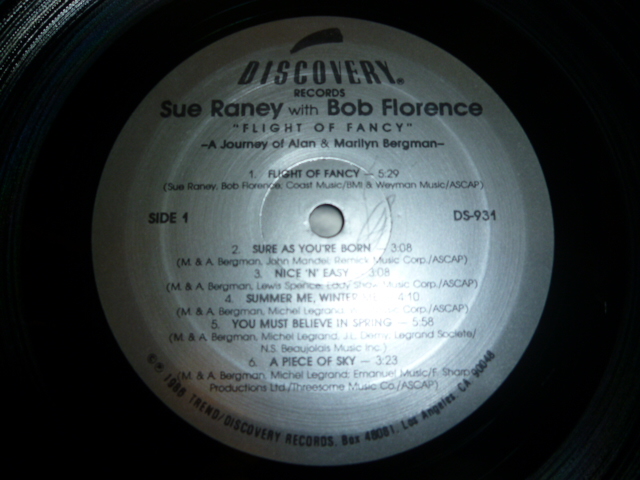 DISCOVERY®
RECORDS
Sue Raney with Bob Florence
"FLIGHT OF FANCY"
-A Journey of Alan & Marilyn Bergman-
1. FLIGHT OF FANCY — 5:29
(Sue Raney, Bob Florence, Coast Music/BMI & Weyman Music/ASCAP)
SIDE 1
DS-931
2. SURE AS YOU'RE BORN — 3:08
(M. & A. Bergman, John Mandel, Remick Music Corp./ASCAP)
3. NICE 'N' EASY — 3:08
(M. & A. Bergman, Lewis Spence, Lady Music Corp./ASCAP)
4. SUMMER ME, WINTER 4:10
(M. & A. Bergman, Michel Legrand, Music Corp./ASCAP)
5. YOU MUST BELIEVE IN SPRING — 5:58
(M. & A. Bergman, Michel Legrand, J.L. Demy, Legrand Societe/
N.S. Beaujolais Music Inc.)
6. A PIECE OF SKY — 3:23
(M. & A. Bergman, Michel Legrand: Emanuel Music/F. Sharp
Productions Ltd./Threesome Music Co./ASCAP)
©℗ 1986 TREND/DISCOVERY RECORDS, Box 48081, Los Angeles, CA. 90048